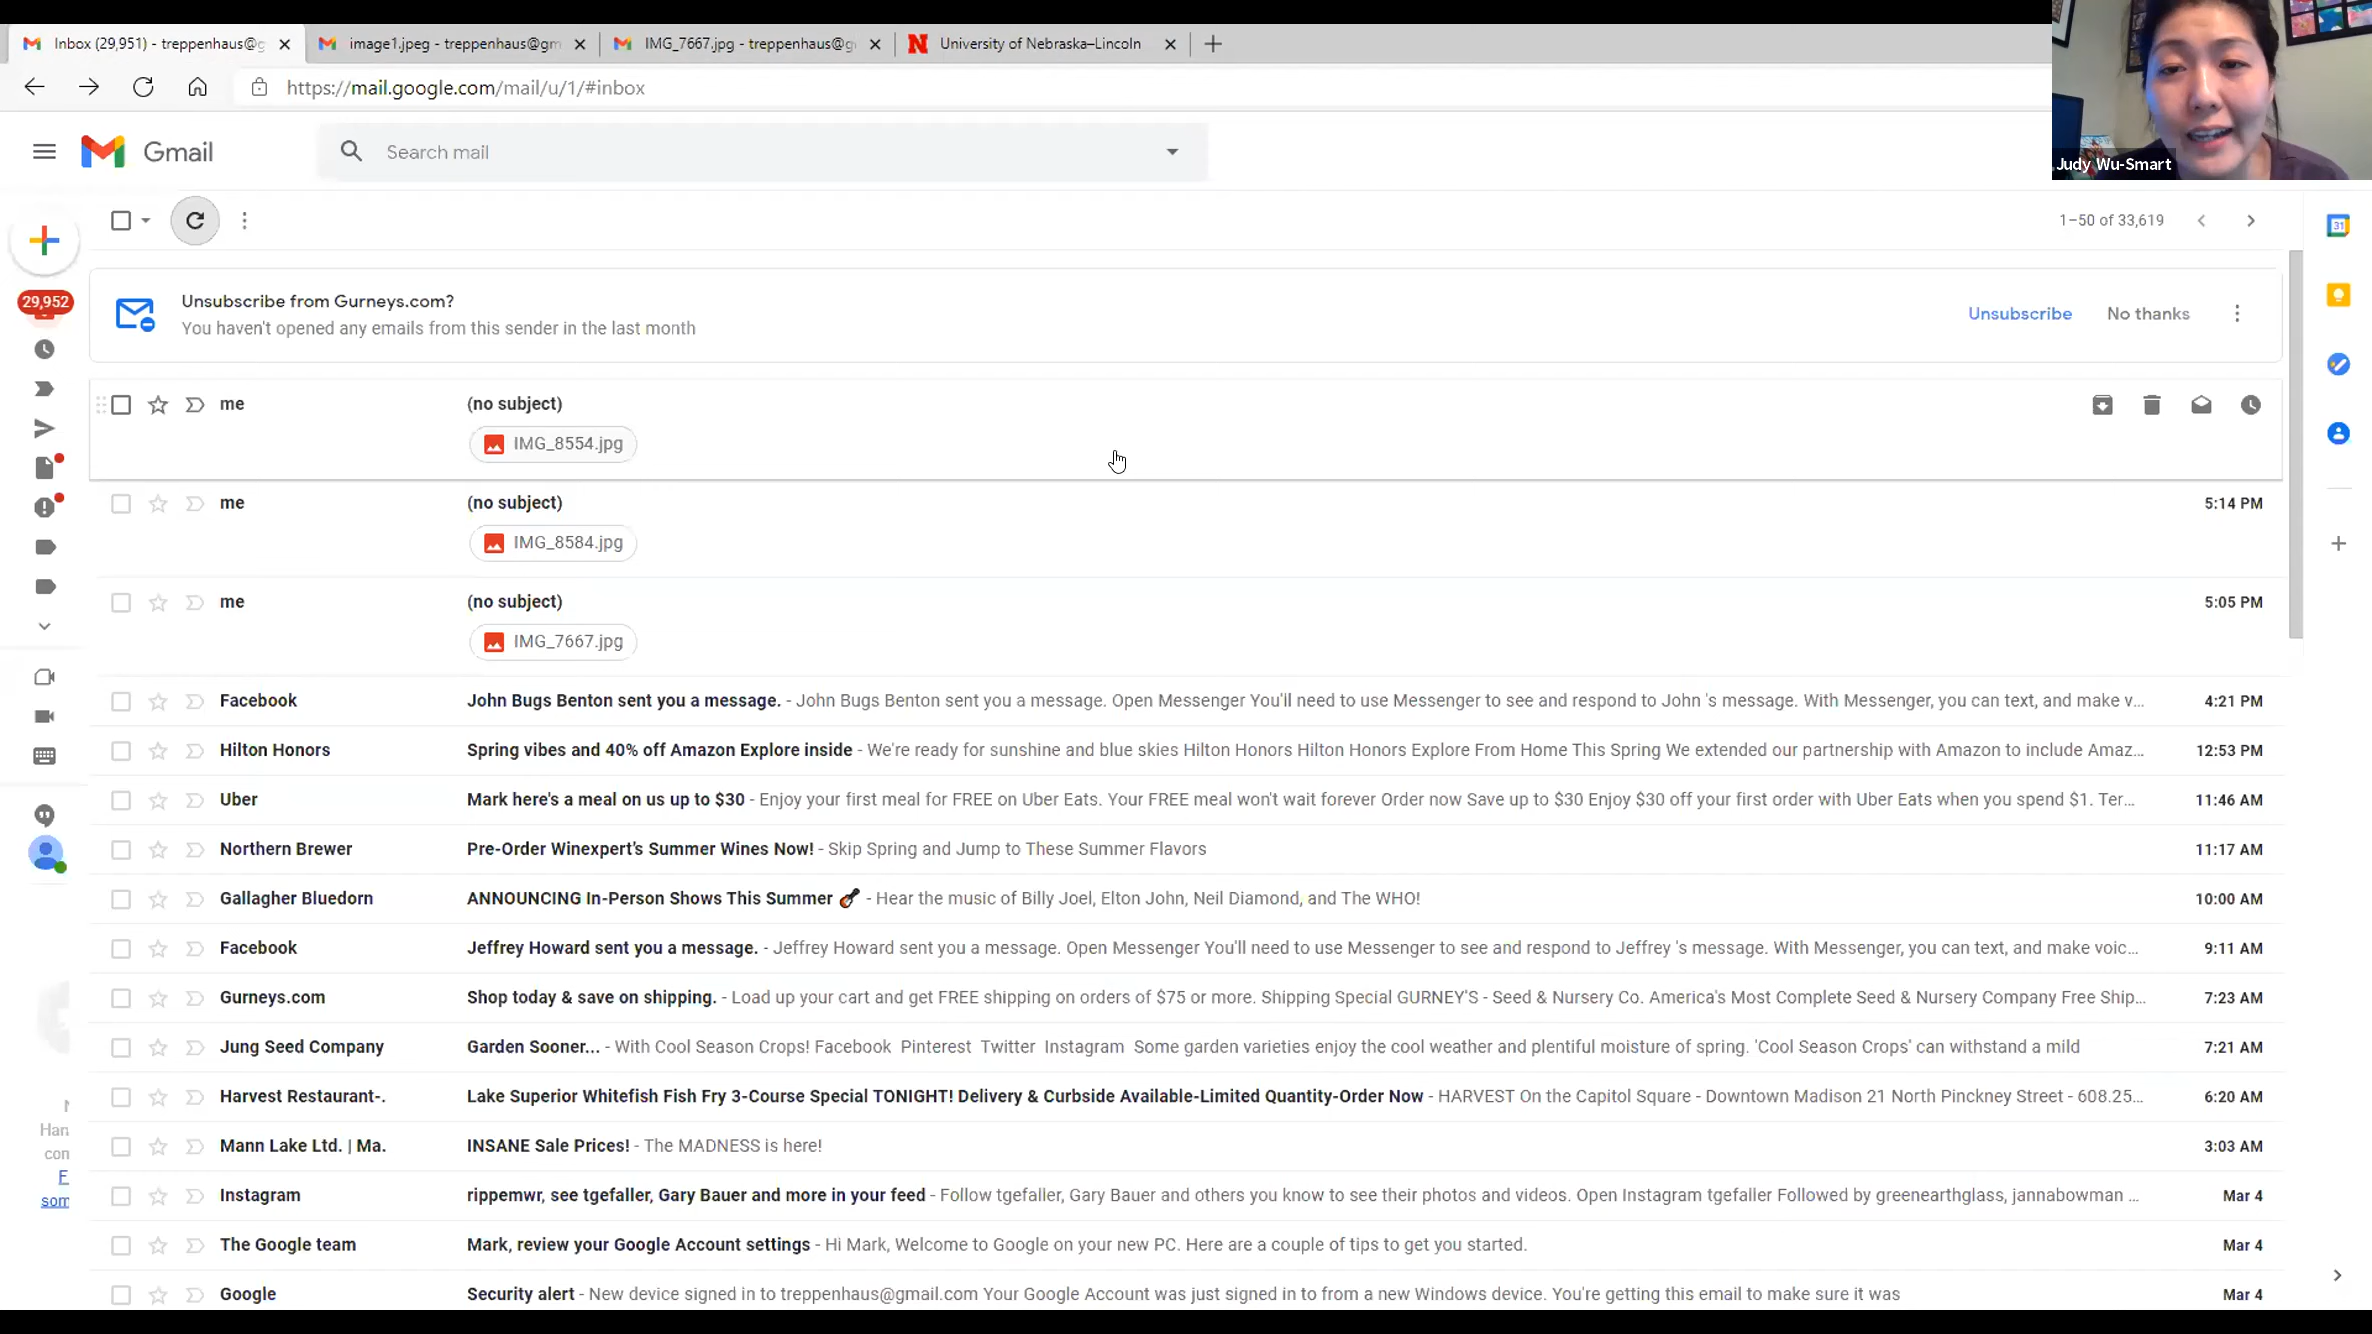 Inbox (29,951) - treppenhaus@g
image1.jpeg - treppenhaus@gm
IMG_7667.jpg - treppenhaus@g
University of Nebraska–Lincoln
https://mail.google.com/mail/u/1/#inbox
Judy Wu-Smart
Gmail
Search mail
1–50 of 33,619
31
29,952
Unsubscribe from Gurneys.com?
You haven't opened any emails from this sender in the last month
Unsubscribe
No thanks
me (no subject)
IMG_8554.jpg
me (no subject) 5:14 PM
IMG_8584.jpg
me (no subject) 5:05 PM
IMG_7667.jpg
Facebook John Bugs Benton sent you a message. - John Bugs Benton sent you a message. Open Messenger You'll need to use Messenger to see and respond to John 's message. With Messenger, you can text, and make v... 4:21 PM
Hilton Honors Spring vibes and 40% off Amazon Explore inside - We're ready for sunshine and blue skies Hilton Honors Hilton Honors Explore From Home This Spring We extended our partnership with Amazon to include Amaz... 12:53 PM
Uber Mark here's a meal on us up to $30 - Enjoy your first meal for FREE on Uber Eats. Your FREE meal won't wait forever Order now Save up to $30 Enjoy $30 off your first order with Uber Eats when you spend $1. Ter... 11:46 AM
Northern Brewer Pre-Order Winexpert's Summer Wines Now! - Skip Spring and Jump to These Summer Flavors 11:17 AM
Gallagher Bluedorn ANNOUNCING In-Person Shows This Summer 🎸 - Hear the music of Billy Joel, Elton John, Neil Diamond, and The WHO! 10:00 AM
Facebook Jeffrey Howard sent you a message. - Jeffrey Howard sent you a message. Open Messenger You'll need to use Messenger to see and respond to Jeffrey 's message. With Messenger, you can text, and make voic... 9:11 AM
Gurneys.com Shop today & save on shipping. - Load up your cart and get FREE shipping on orders of $75 or more. Shipping Special GURNEY'S - Seed & Nursery Co. America's Most Complete Seed & Nursery Company Free Ship... 7:23 AM
Jung Seed Company Garden Sooner... - With Cool Season Crops! Facebook Pinterest Twitter Instagram Some garden varieties enjoy the cool weather and plentiful moisture of spring. 'Cool Season Crops' can withstand a mild 7:21 AM
Harvest Restaurant-. Lake Superior Whitefish Fish Fry 3-Course Special TONIGHT! Delivery & Curbside Available-Limited Quantity-Order Now - HARVEST On the Capitol Square - Downtown Madison 21 North Pinckney Street - 608.25... 6:20 AM
Mann Lake Ltd. | Ma. INSANE Sale Prices! - The MADNESS is here! 3:03 AM
Instagram rippemwr, see tgefaller, Gary Bauer and more in your feed - Follow tgefaller, Gary Bauer and others you know to see their photos and videos. Open Instagram tgefaller Followed by greenearthglass, jannabowman ... Mar 4
The Google team Mark, review your Google Account settings - Hi Mark, Welcome to Google on your new PC. Here are a couple of tips to get you started. Mar 4
Google Security alert - New device signed in to treppenhaus@gmail.com Your Google Account was just signed in to from a new Windows device. You're getting this email to make sure it was Mar 4
Han
con
F
som